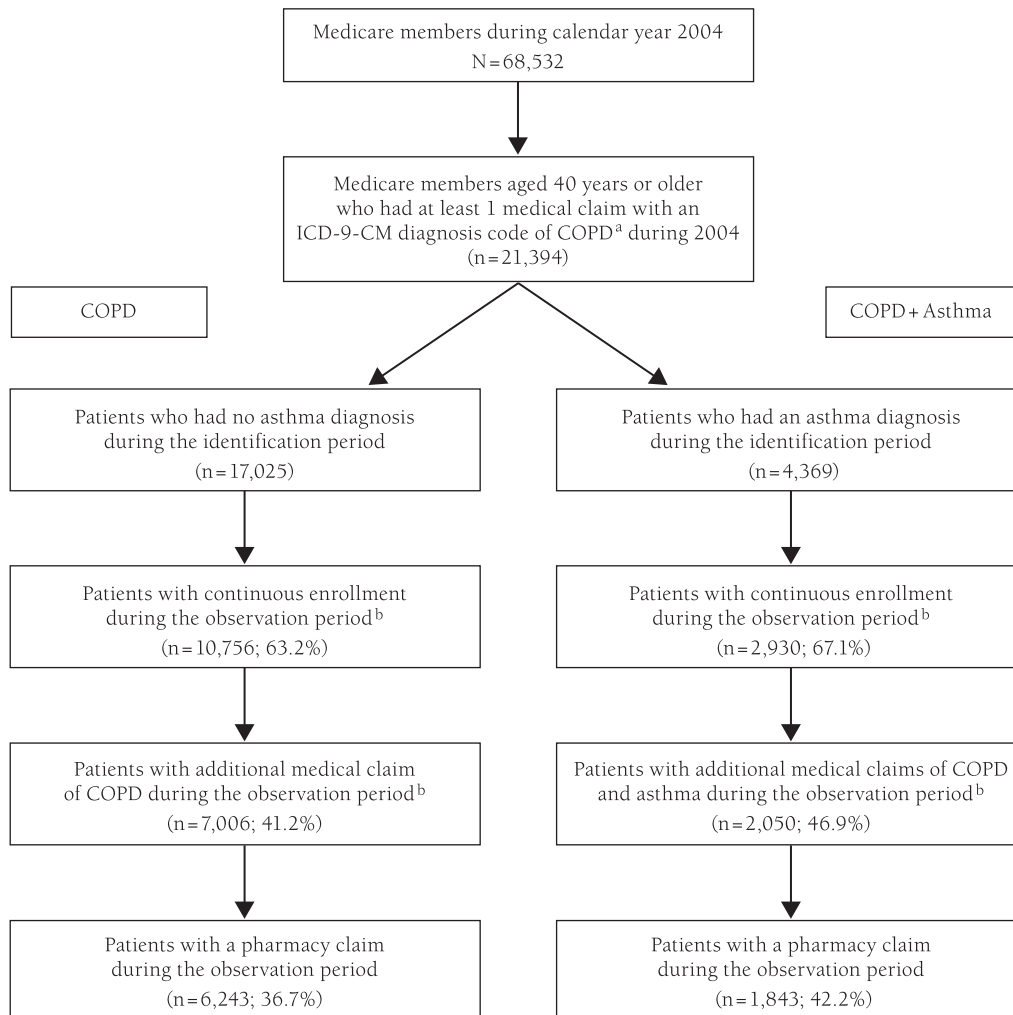 Medicare members during calendar year 2004
N=68,532
Medicare members aged 40 years or older
who had at least 1 medical claim with an
ICD-9-CM diagnosis code of COPDa during 2004
(n=21,394)
COPD
COPD+Asthma
Patients who had no asthma diagnosis
during the identification period
(n=17,025)
Patients who had an asthma diagnosis
during the identification period
(n=4,369)
Patients with continuous enrollment
during the observation periodb
(n=10,756; 63.2%)
Patients with continuous enrollment
during the observation periodb
(n=2,930; 67.1%)
Patients with additional medical claim
of COPD during the observation periodb
(n=7,006; 41.2%)
Patients with additional medical claims of COPD
and asthma during the observation periodb
(n=2,050; 46.9%)
Patients with a pharmacy claim
during the observation period
(n=6,243; 36.7%)
Patients with a pharmacy claim
during the observation period
(n=1,843; 42.2%)